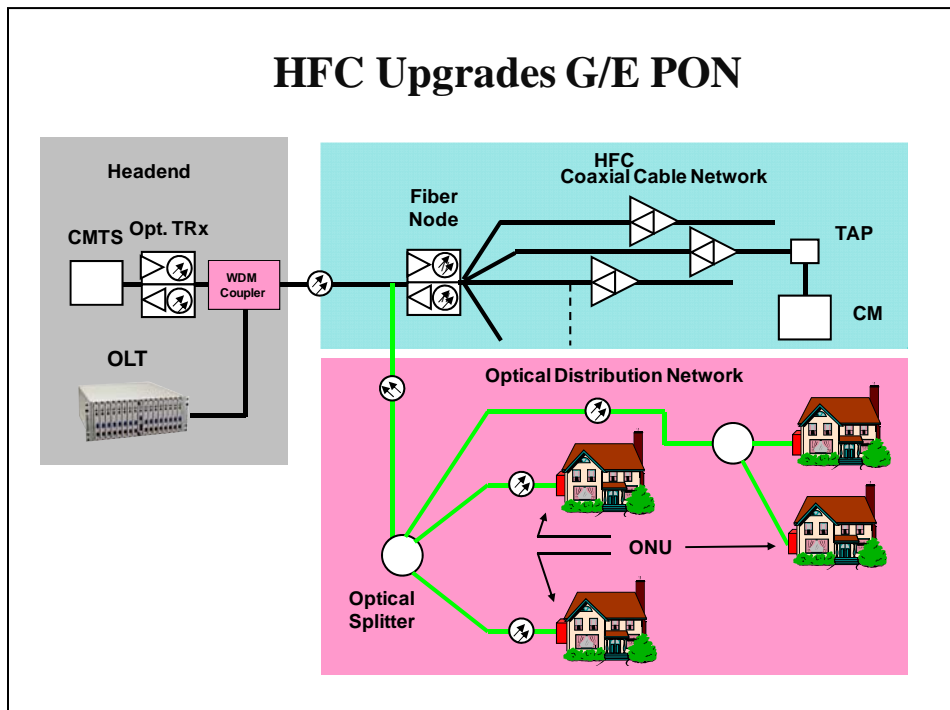 HFC Upgrades G/E PON
Headend
CMTS
Opt. TRx
WDM
Coupler
OLT
HFC
Coaxial Cable Network
Fiber
Node
TAP
CM
Optical Distribution Network
ONU
Optical
Splitter